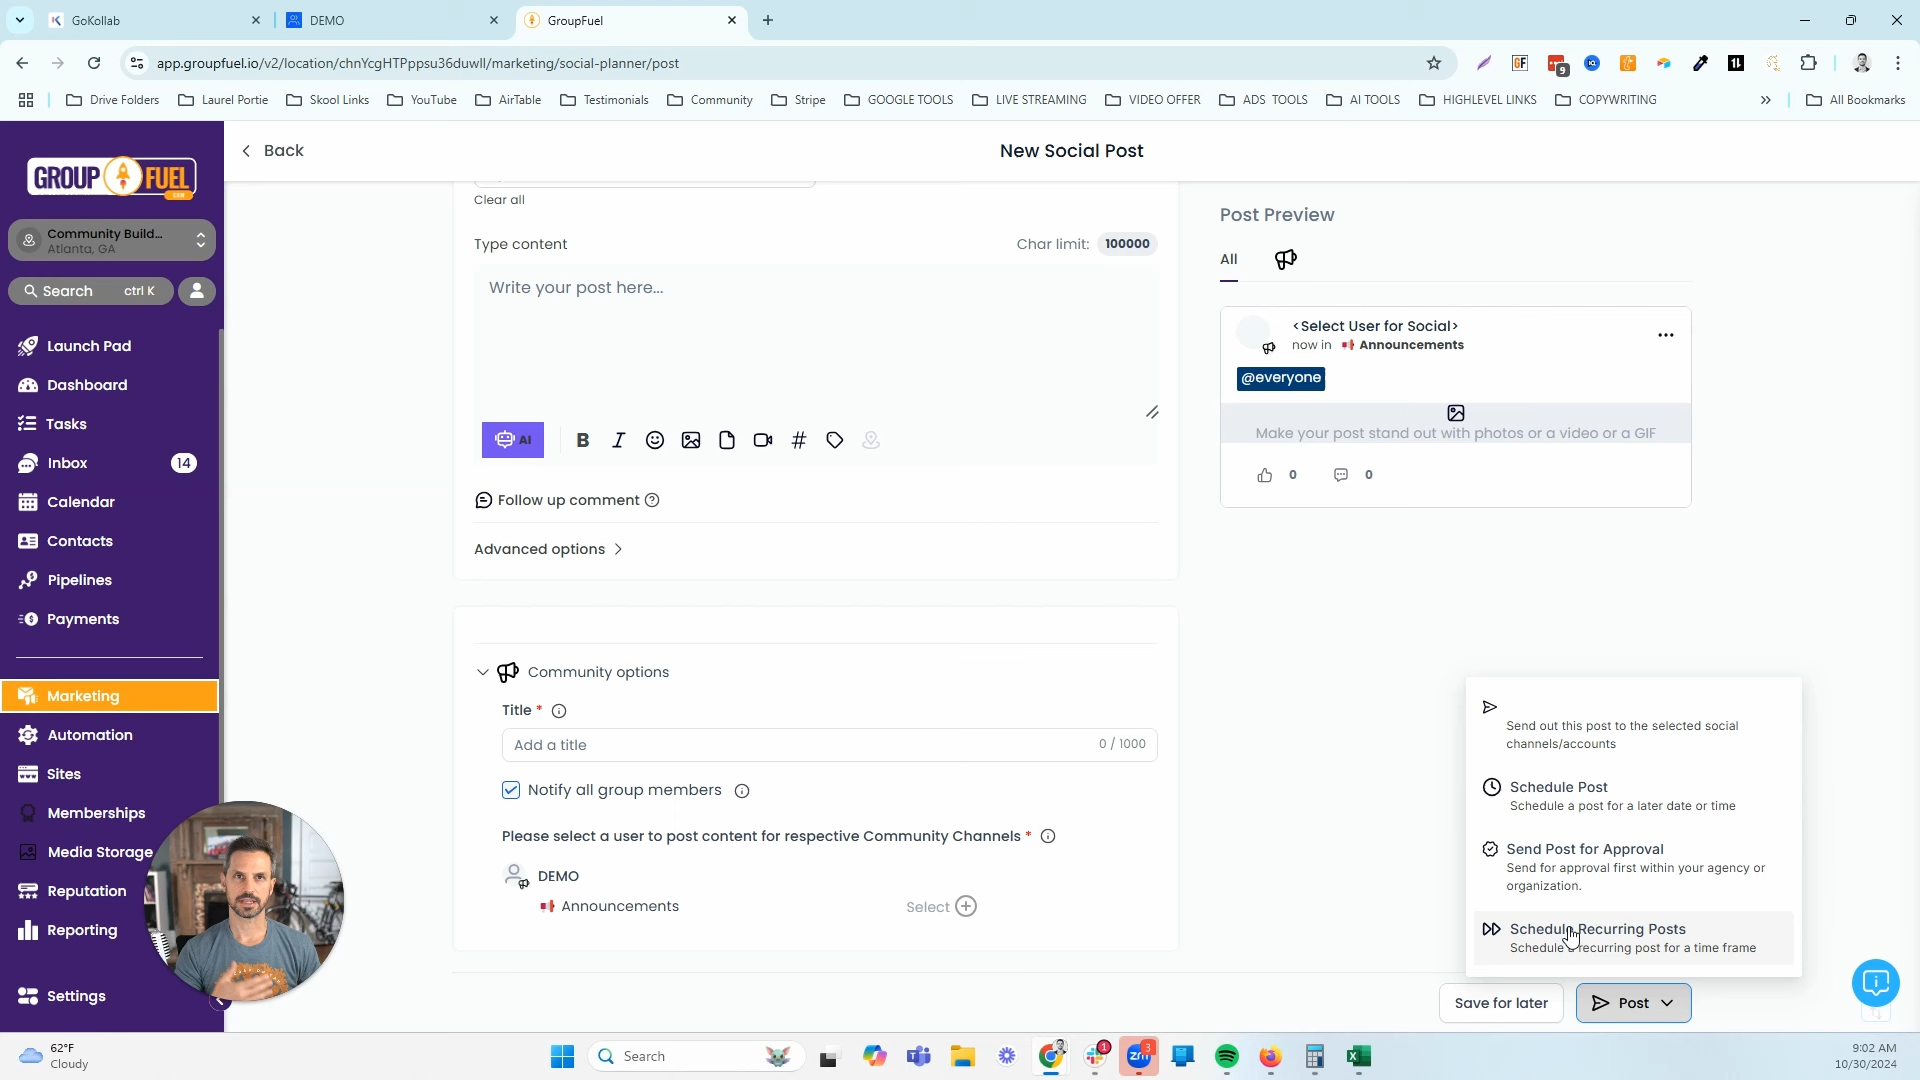 GoKollab
DEMO
GroupFuel
app.groupfuel.io/v2/location/chnYcgHTPppsu36duwll/marketing/social-planner/post
GF
9
Drive Folders
Laurel Portie
Skool Links
YouTube
AirTable
Testimonials
Community
Stripe
GOOGLE TOOLS
LIVE STREAMING
VIDEO OFFER
ADS TOOLS
AI TOOLS
HIGHLEVEL LINKS
COPYWRITING
All Bookmarks
GROUP FUEL
Community Build...
Atlanta, GA
Search ctrl K
Launch Pad
Dashboard
Tasks
Inbox 14
Calendar
Contacts
Pipelines
Payments
Marketing
Automation
Sites
Memberships
Media Storage
Reputation
Reporting
Settings
Back
New Social Post
Clear all
Type content
Char limit: 100000
Write your post here...
AI
Follow up comment
Advanced options
Community options
Title *
Add a title
0 / 1000
Notify all group members
Please select a user to post content for respective Community Channels *
DEMO
Announcements
Select
Post Preview
All
<Select User for Social>
now in Announcements
@everyone
Make your post stand out with photos or a video or a GIF
0
0
Send out this post to the selected social
channels/accounts
Schedule Post
Schedule a post for a later date or time
Send Post for Approval
Send for approval first within your agency or
organization.
Schedule Recurring Posts
Schedule a recurring post for a time frame
Save for later
Post
62°F
Cloudy
Search
1
zm
3
9:02 AM
10/30/2024